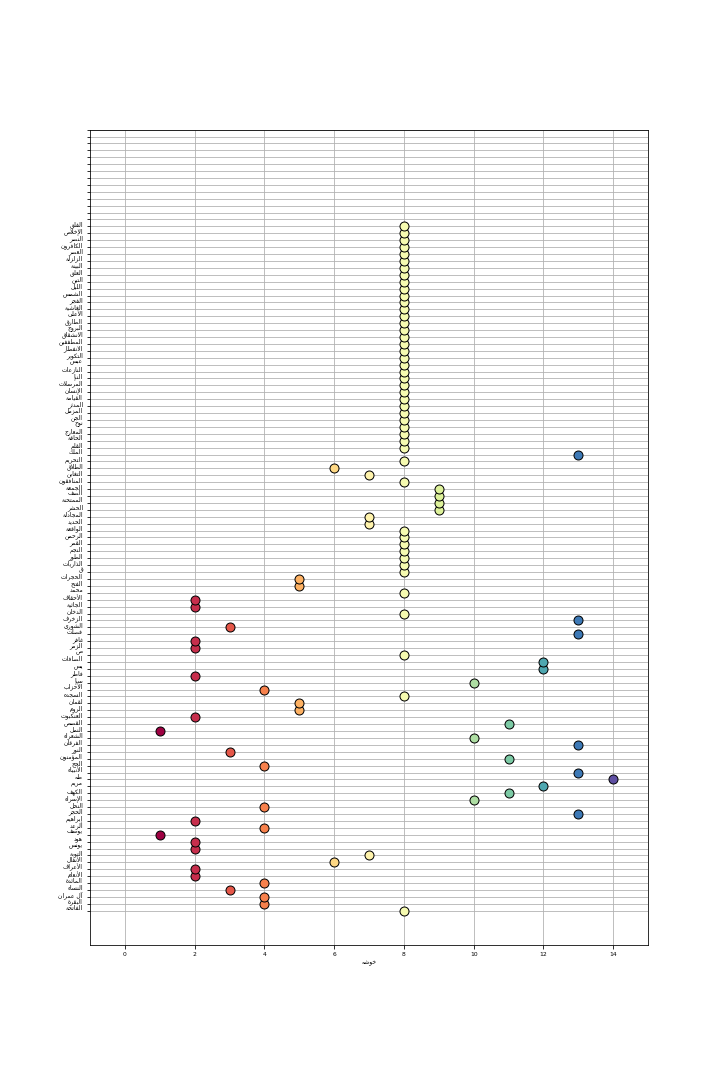 الفلق
الإخلاص
النصر
الكافرون
العصر
الزلزلة
البينة
العلق
التين
الليل
الشمس
الفجر
الغاشية
الأعلى
الطارق
البروج
الانشقاق
المطففين
الانفطار
التكوير
عبس
النازعات
النبأ
المرسلات
الإنسان
القيامة
المدثر
المزمل
الجن
نوح
المعارج
الحاقة
القلم
الملك
التحريم
الطلاق
التغابن
المنافقون
الجمعة
الصف
الممتحنة
الحشر
المجادلة
الحديد
الواقعة
الرحمن
القمر
النجم
الطور
الذاريات
ق
الحجرات
الفتح
محمد
الأحقاف
الجاثية
الدخان
الزخرف
الشورى
فصلت
غافر
الزمر
ص
الصافات
يس
فاطر
سبأ
الأحزاب
السجدة
لقمان
الروم
العنكبوت
القصص
النمل
الشعراء
الفرقان
النور
المؤمنون
الحج
الأنبياء
طه
مريم
الكهف
الإسراء
النحل
الحجر
إبراهيم
الرعد
يوسف
هود
يونس
التوبة
الأنفال
الأعراف
الأنعام
المائدة
النساء
آل عمران
البقرة
الفاتحة
0 2 4 6 8 10 12 14
خوشه